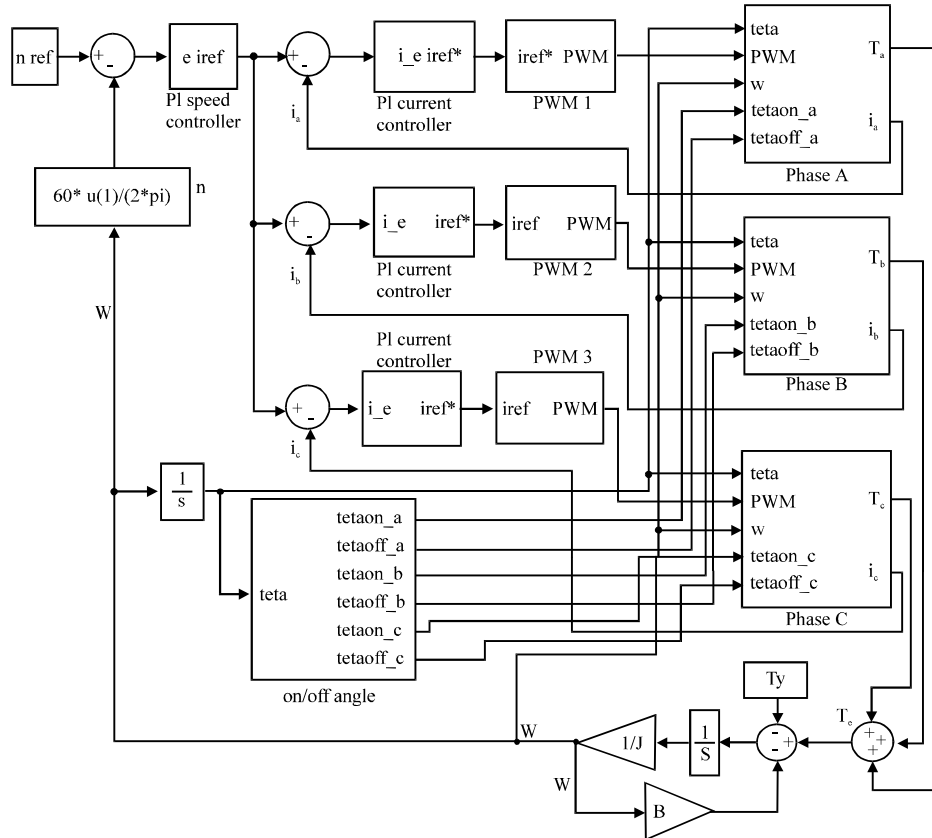 n ref
+
-
e iref
PI speed
controller
+
-
i_a
i_e iref*
PI current
controller
iref* PWM
PWM 1
teta
PWM
w
tetaon_a
tetaoff_a
T_a
i_a
Phase A
60* u(1)/(2*pi)
n
+
-
i_b
i_e iref*
PI current
controller
iref PWM
PWM 2
teta
PWM
w
tetaon_b
tetaoff_b
T_b
i_b
Phase B
W
PI current
controller
PWM 3
+
-
i_c
i_e iref*
iref PWM
1
s
teta
PWM
w
tetaon_c
tetaoff_c
T_c
i_c
Phase C
teta
tetaon_a
tetaoff_a
tetaon_b
tetaoff_b
tetaon_c
tetaoff_c
on/off angle
Ty
W
1/J
1
S
-
-
+
T_e
+
+
+
W
B